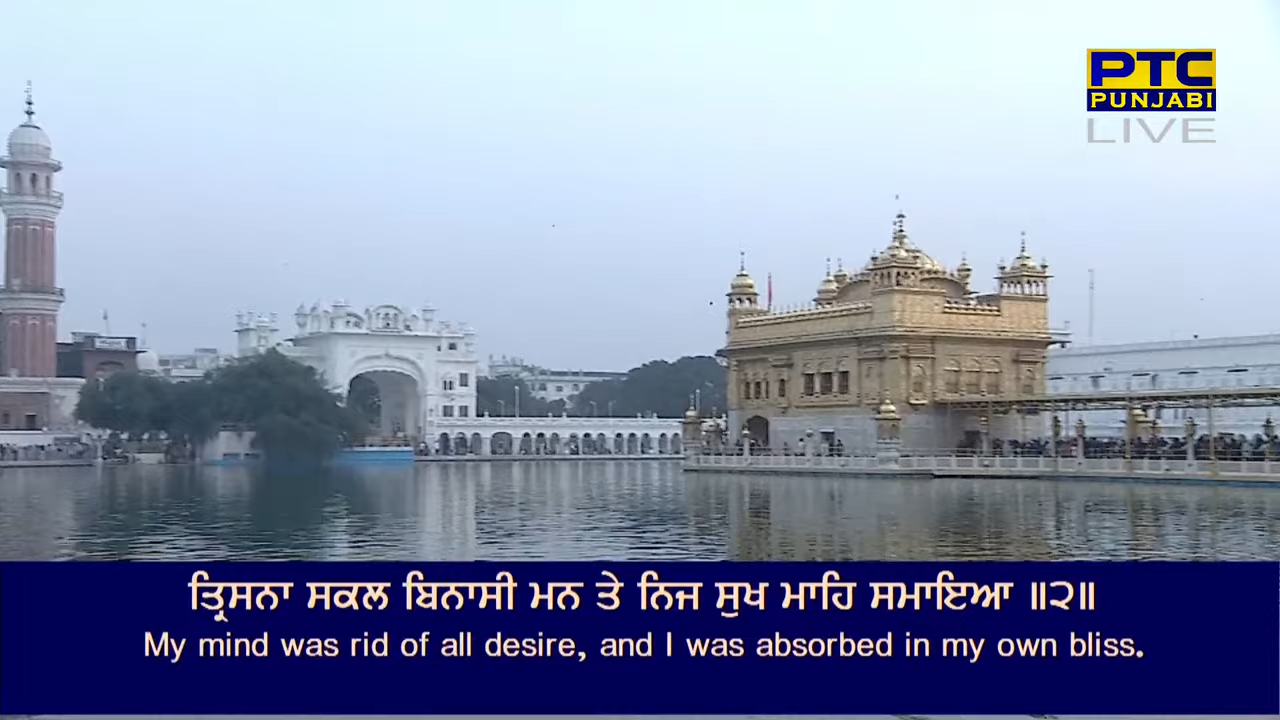 PTC
PUNJABI
LIVE
ਤ੍ਰਿਸਨਾ ਸਕਲ ਬਿਨਾਸੀ ਮਨ ਤੇ ਨਿਜ ਸੁਖ ਮਾਹਿ ਸਮਾਇਆ ॥੨॥
My mind was rid of all desire, and I was absorbed in my own bliss.